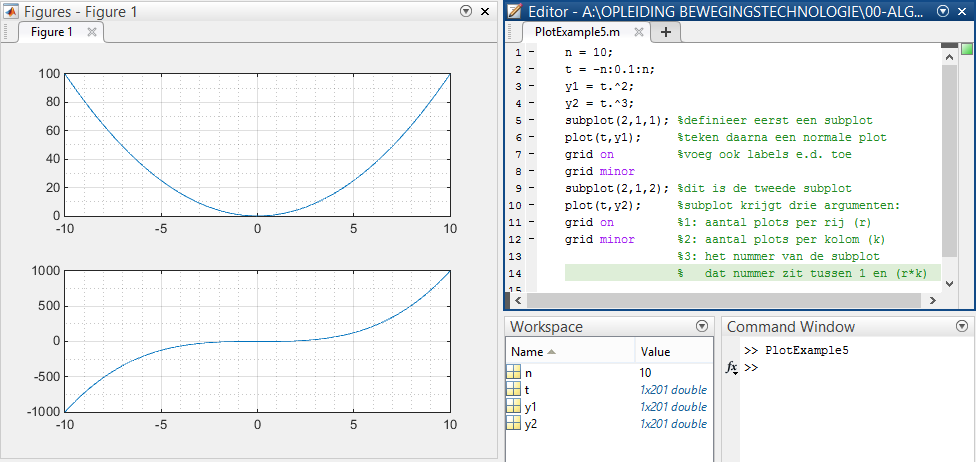 Figures - Figure 1
Figure 1
100
80
60
40
20
0
-10 -5 0 5 10
1000
500
0
-500
-1000
-10 -5 0 5 10
Editor - A:\OPLEIDING BEWEGINGSTECHNOLOGIE\00-ALG...
PlotExample5.m
1 - n = 10;
2 - t = -n:0.1:n;
3 - y1 = t.^2;
4 - y2 = t.^3;
5 - subplot(2,1,1); %definieer eerst een subplot
6 - plot(t,y1); %teken daarna een normale plot
7 - grid on %voeg ook labels e.d. toe
8 - grid minor
9 - subplot(2,1,2); %dit is de tweede subplot
10 - plot(t,y2); %subplot krijgt drie argumenten:
11 - grid on %1: aantal plots per rij (r)
12 - grid minor %2: aantal plots per kolom (k)
13 %3: het nummer van de subplot
14 % dat nummer zit tussen 1 en (r*k)
15
Workspace
Name Value
n 10
t 1x201 double
y1 1x201 double
y2 1x201 double
Command Window
>> PlotExample5
fx >>